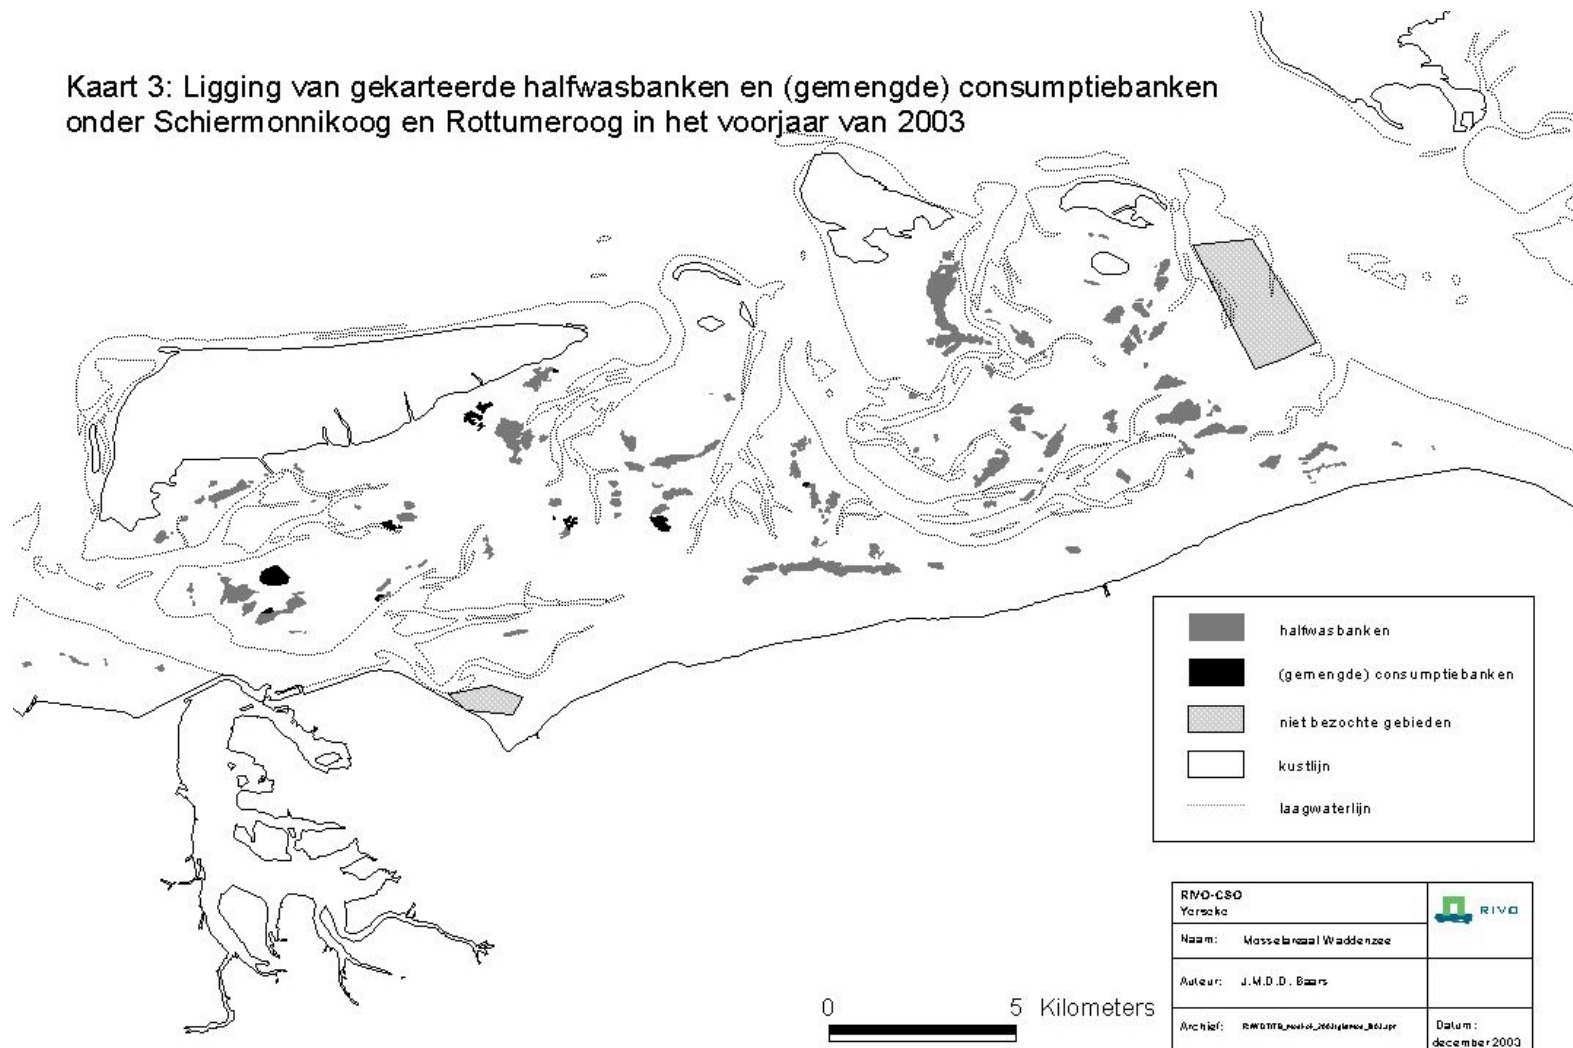 Kaart 3: Ligging van gekarteerde halfwasbanken en (gemengde) consumptiebanken
onder Schiermonnikoog en Rottumeroog in het voorjaar van 2003
halfwasbanken
(gemengde) consumptiebanken
niet bezochte gebieden
kustlijn
laagwaterlijn
0 5 Kilometers
RIVO-CSO
Yerseke
RIVO
Naam: Mosselareaal Waddenzee
Auteur: J.M.D.D. Baars
Archief:
Datum:
december 2003